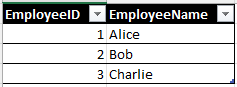 EmployeeID EmployeeName
1 Alice
2 Bob
3 Charlie